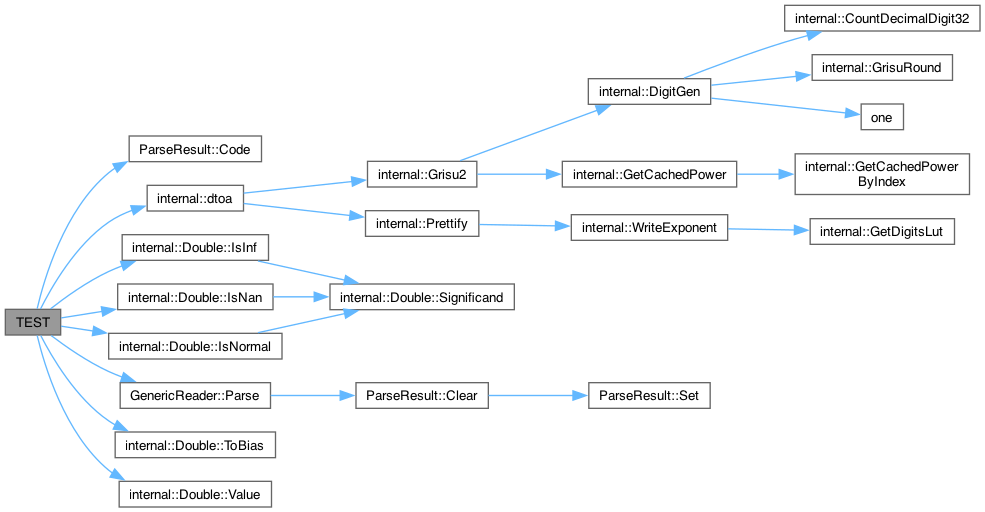 internal::CountDecimalDigit32
internal::GrisuRound
internal::DigitGen
one
ParseResult::Code
internal::Grisu2
internal::GetCachedPower
internal::GetCachedPower
ByIndex
internal::dtoa
internal::Prettify
internal::WriteExponent
internal::GetDigitsLut
internal::Double::IsInf
internal::Double::IsNan
internal::Double::Significand
TEST
internal::Double::IsNormal
GenericReader::Parse
ParseResult::Clear
ParseResult::Set
internal::Double::ToBias
internal::Double::Value